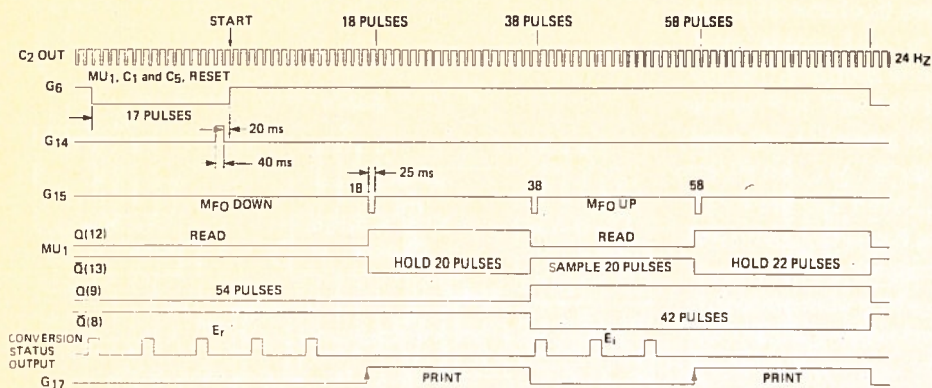 START 18 PULSES 38 PULSES 58 PULSES
C2 OUT 24 HZ
MU1, C1 and C5, RESET
G6
17 PULSES
20 ms
G14
40 ms
25 ms
18 38 58
G15
MFO DOWN MFO UP
Q(12) READ READ
MU1
Q̄(13) HOLD 20 PULSES SAMPLE 20 PULSES HOLD 22 PULSES
Q(9) 54 PULSES
Q̄(8) 42 PULSES
CONVERSION STATUS OUTPUT Er Ei
G17 PRINT PRINT